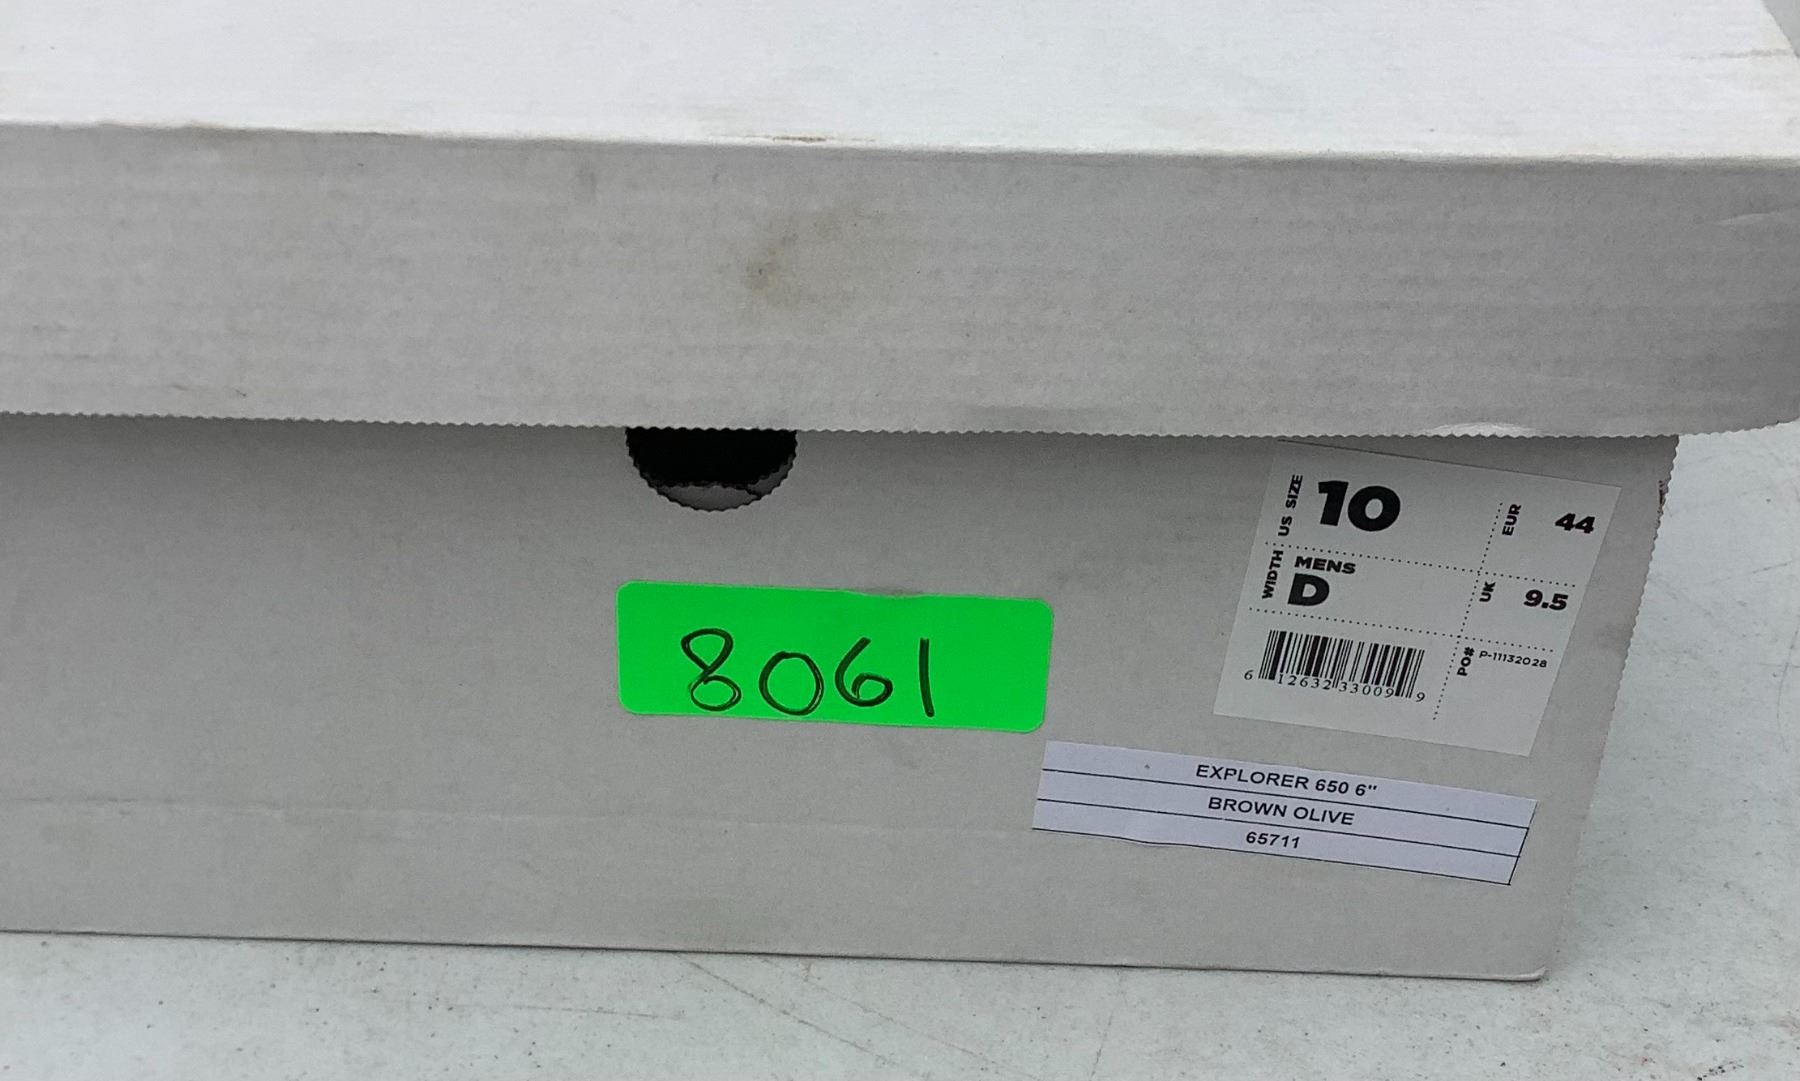 US SIZE 10
EUR 44
WIDTH MENS D
UK 9.5
6 12632 33009 9
PO# P-11132028
8061
EXPLORER 650 6"
BROWN OLIVE
65711